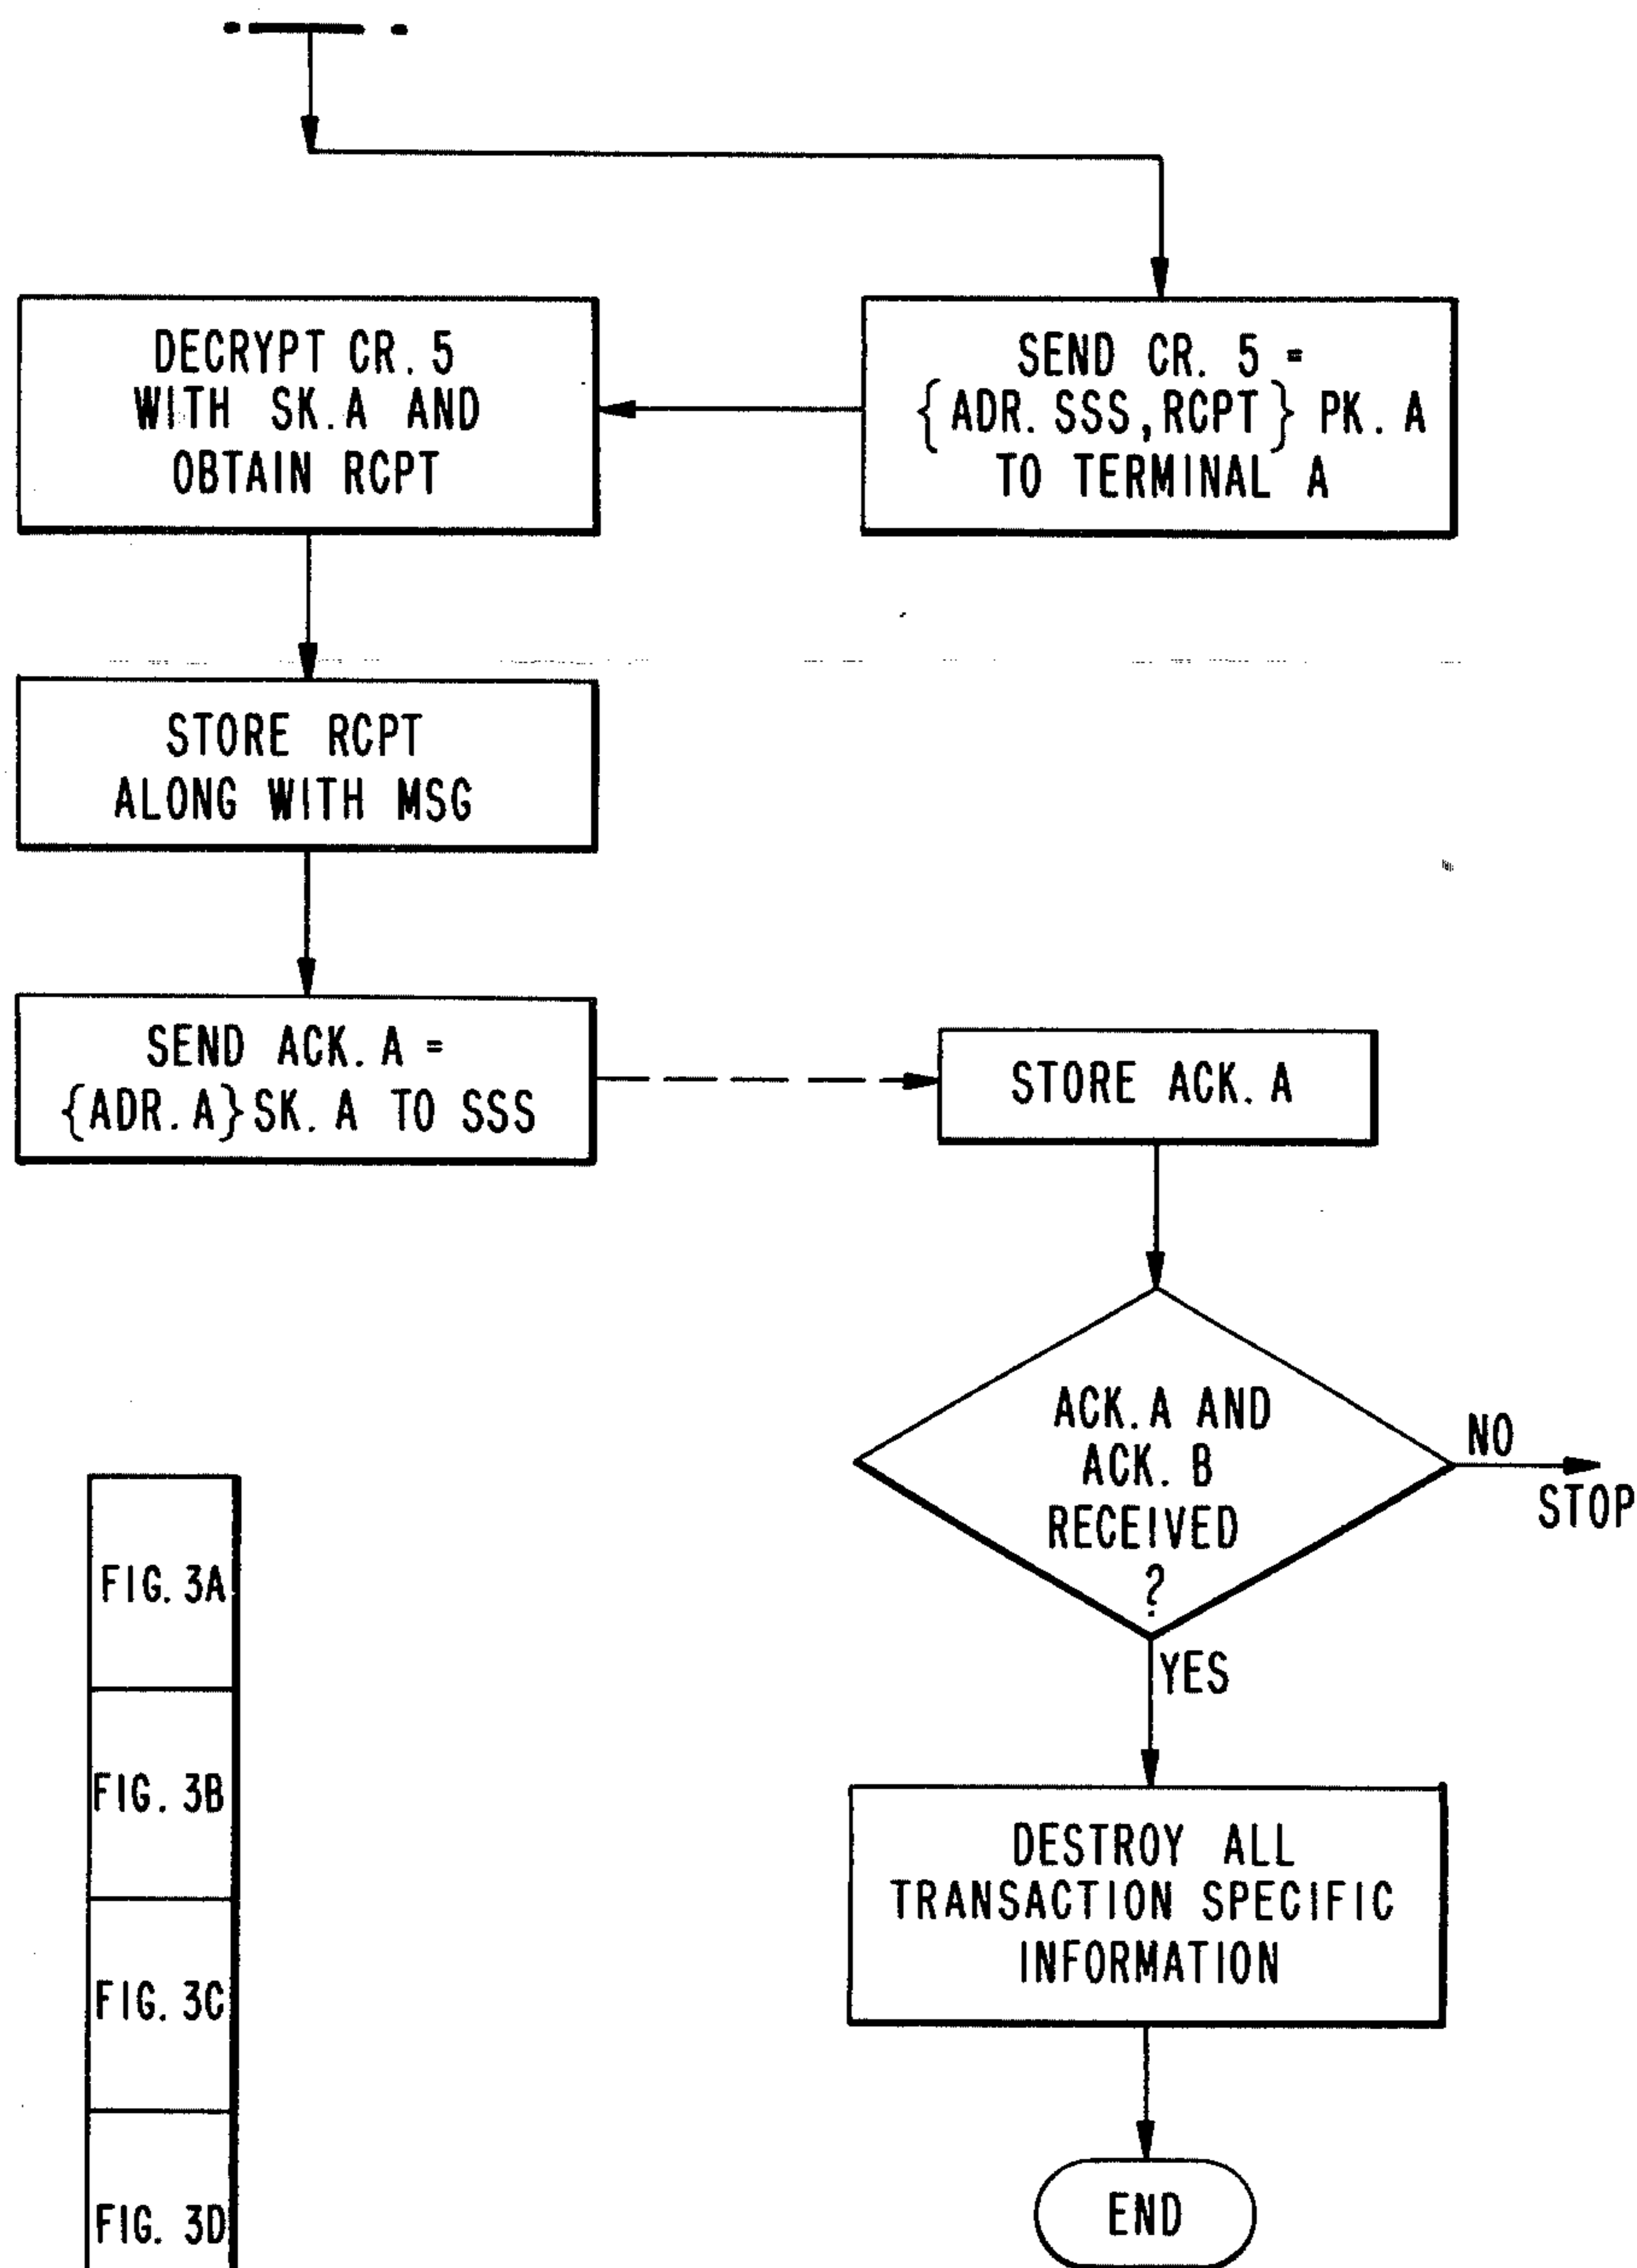 SEND CR. 5 =
{ADR. SSS, RCPT} PK. A
TO TERMINAL A
DECRYPT CR. 5
WITH SK. A AND
OBTAIN RCPT
STORE RCPT
ALONG WITH MSG
SEND ACK. A =
{ADR. A} SK. A TO SSS
STORE ACK. A
ACK. A AND
ACK. B
RECEIVED
?
NO
STOP
YES
DESTROY ALL
TRANSACTION SPECIFIC
INFORMATION
END
FIG. 3A
FIG. 3B
FIG. 3C
FIG. 3D